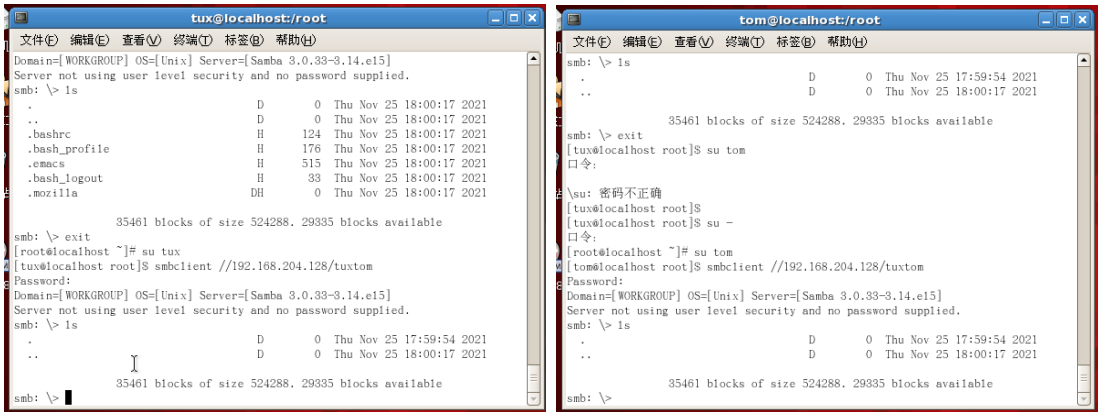 tux@localhost:/root
文件(F) 编辑(E) 查看(V) 终端(T) 标签(B) 帮助(H)
Domain=[WORKGROUP] OS=[Unix] Server=[Samba 3.0.33-3.14.el5]
Server not using user level security and no password supplied.
smb: \> ls
. D 0 Thu Nov 25 18:00:17 2021
.. D 0 Thu Nov 25 18:00:17 2021
.bashrc H 124 Thu Nov 25 18:00:17 2021
.bash_profile H 176 Thu Nov 25 18:00:17 2021
.emacs H 515 Thu Nov 25 18:00:17 2021
.bash_logout H 33 Thu Nov 25 18:00:17 2021
.mozilla DH 0 Thu Nov 25 18:00:17 2021
35461 blocks of size 524288. 29335 blocks available
smb: \> exit
[root@localhost ~]# su tux
[tux@localhost root]$ smbclient //192.168.204.128/tuxtom
Password:
Domain=[WORKGROUP] OS=[Unix] Server=[Samba 3.0.33-3.14.el5]
Server not using user level security and no password supplied.
smb: \> ls
. D 0 Thu Nov 25 17:59:54 2021
.. D 0 Thu Nov 25 18:00:17 2021
35461 blocks of size 524288. 29335 blocks available
smb: \>
tom@localhost:/root
文件(F) 编辑(E) 查看(V) 终端(T) 标签(B) 帮助(H)
smb: \> ls
. D 0 Thu Nov 25 17:59:54 2021
.. D 0 Thu Nov 25 18:00:17 2021
35461 blocks of size 524288. 29335 blocks available
smb: \> exit
[tux@localhost root]$ su tom
口令:
\su: 密码不正确
[tux@localhost root]$
[tux@localhost root]$ su -
口令:
[root@localhost ~]# su tom
[tom@localhost root]$ smbclient //192.168.204.128/tuxtom
Password:
Domain=[WORKGROUP] OS=[Unix] Server=[Samba 3.0.33-3.14.el5]
Server not using user level security and no password supplied.
smb: \> ls
. D 0 Thu Nov 25 17:59:54 2021
.. D 0 Thu Nov 25 18:00:17 2021
35461 blocks of size 524288. 29335 blocks available
smb: \>